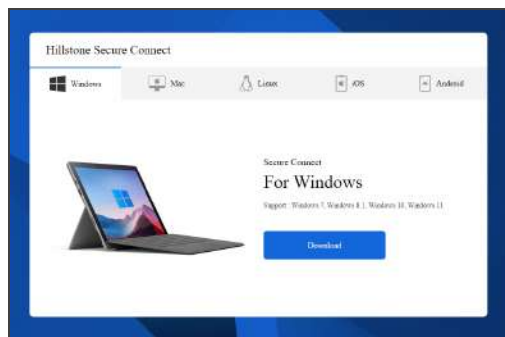 Hillstone Secure Connect
Windows
Mac
Linux
iOS
Android
Secure Connect
For Windows
Support : Windows 7, Windows 8.1, Windows 10, Windows 11
Download